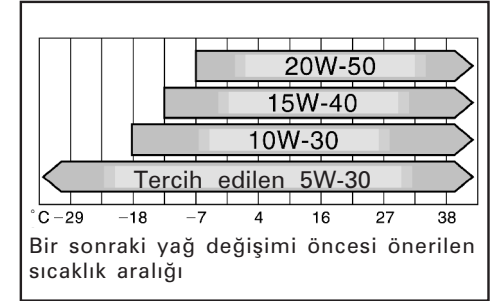 20W-50
15W-40
10W-30
Tercih edilen 5W-30
°C -29 -18 -7 4 16 27 38
Bir sonraki yağ değişimi öncesi önerilen
sıcaklık aralığı